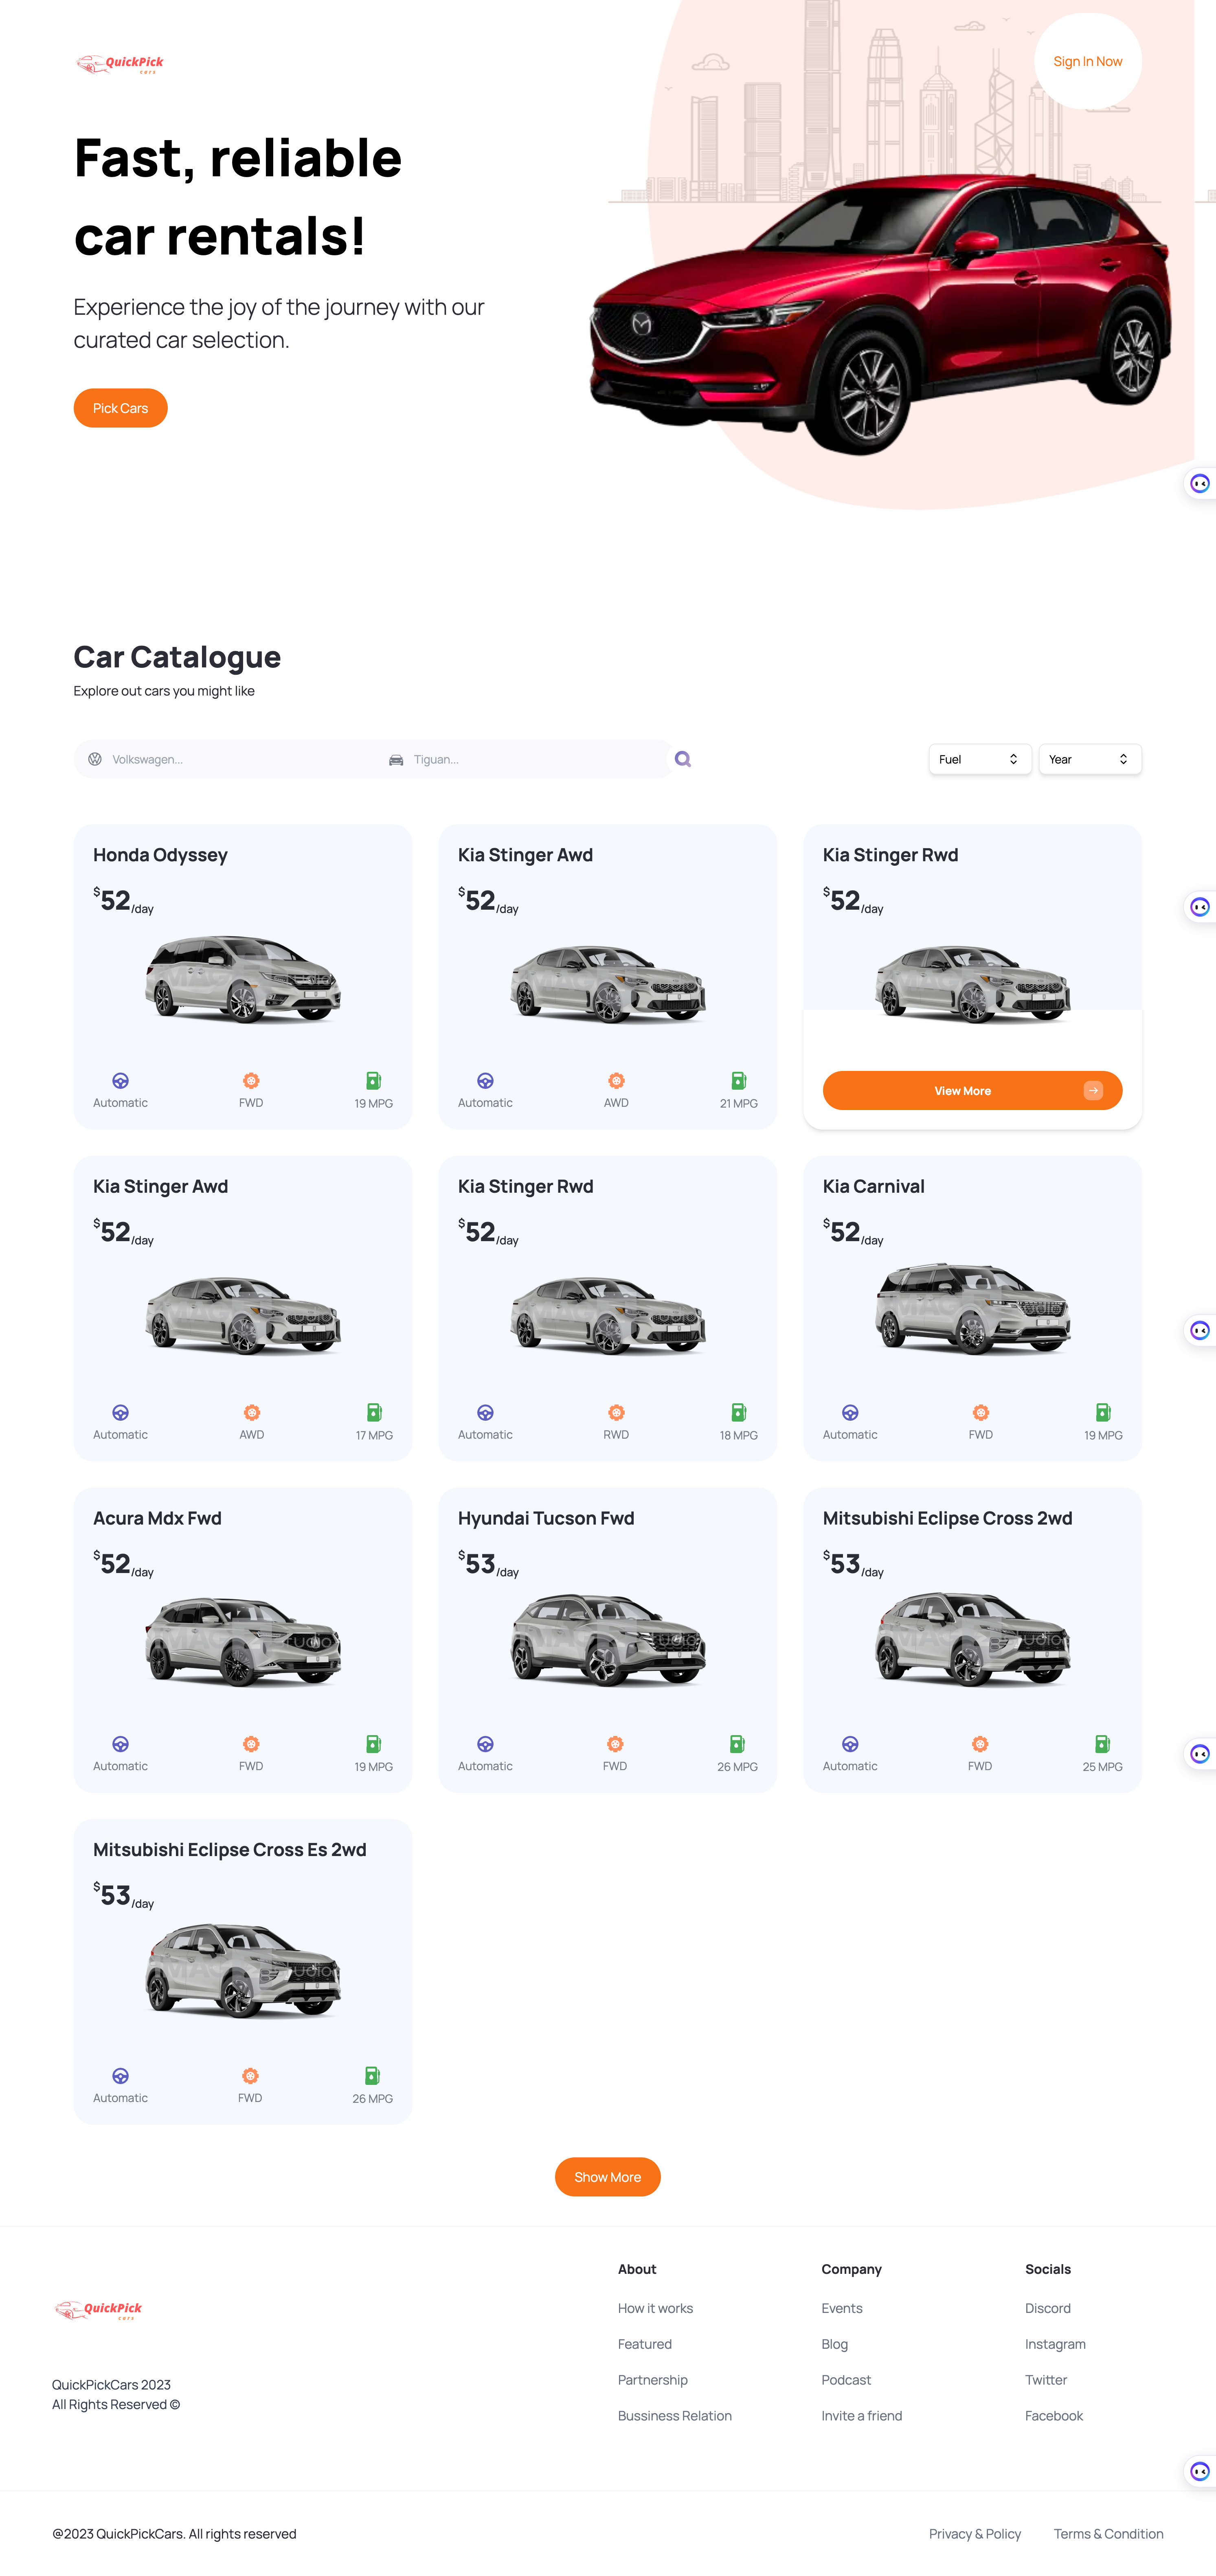 QuickPick
cars
Sign In Now
Fast, reliable
car rentals!
Experience the joy of the journey with our
curated car selection.
Pick Cars
Car Catalogue
Explore out cars you might like
Volkswagen...
Tiguan...
Fuel
Year
Honda Odyssey
$52/day
Automatic
FWD
19 MPG
Kia Stinger Awd
$52/day
Automatic
AWD
21 MPG
Kia Stinger Rwd
$52/day
View More
Kia Stinger Awd
$52/day
Automatic
AWD
17 MPG
Kia Stinger Rwd
$52/day
Automatic
RWD
18 MPG
Kia Carnival
$52/day
Automatic
FWD
19 MPG
Acura Mdx Fwd
$52/day
Automatic
FWD
19 MPG
Hyundai Tucson Fwd
$53/day
Automatic
FWD
26 MPG
Mitsubishi Eclipse Cross 2wd
$53/day
Automatic
FWD
25 MPG
Mitsubishi Eclipse Cross Es 2wd
$53/day
Automatic
FWD
26 MPG
Show More
QuickPick
cars
QuickPickCars 2023
All Rights Reserved ©
About
How it works
Featured
Partnership
Bussiness Relation
Company
Events
Blog
Podcast
Invite a friend
Socials
Discord
Instagram
Twitter
Facebook
@2023 QuickPickCars. All rights reserved
Privacy & Policy
Terms & Condition